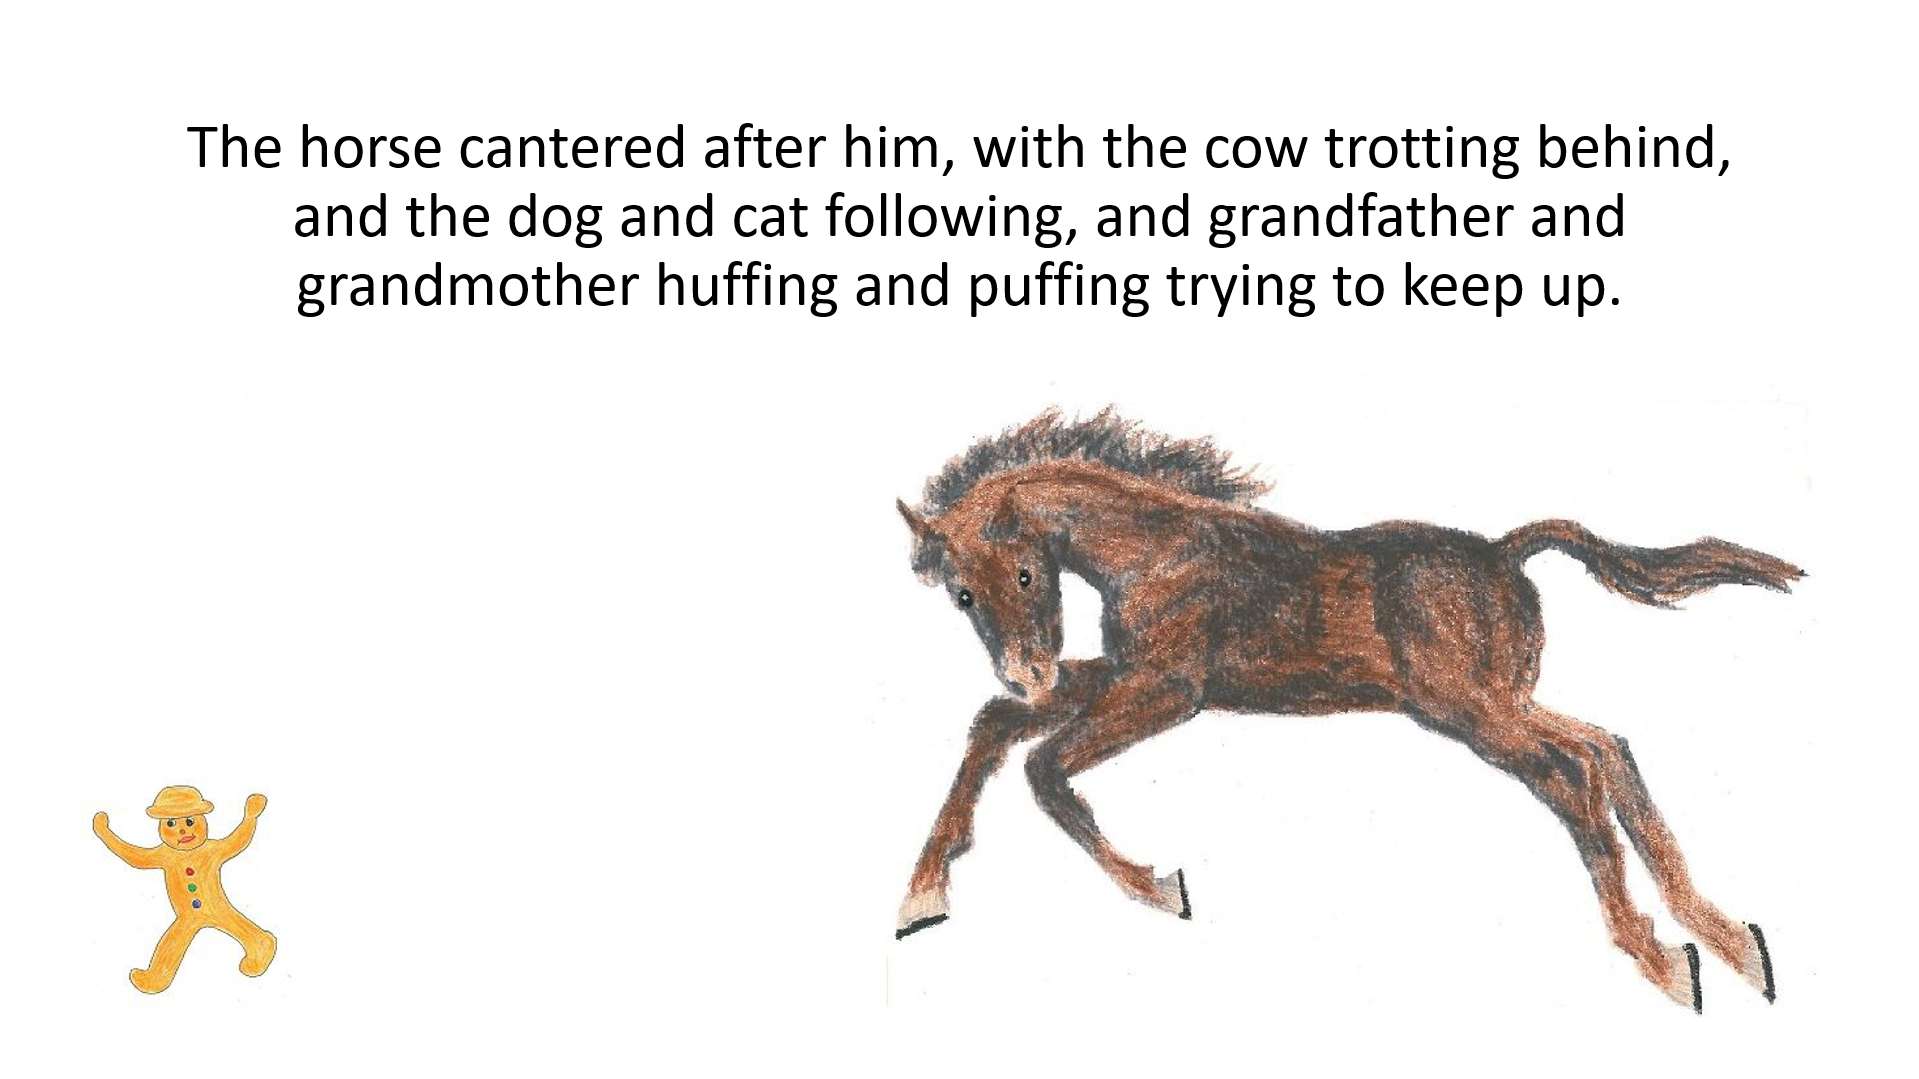 The horse cantered after him, with the cow trotting behind,
and the dog and cat following, and grandfather and
grandmother huffing and puffing trying to keep up.